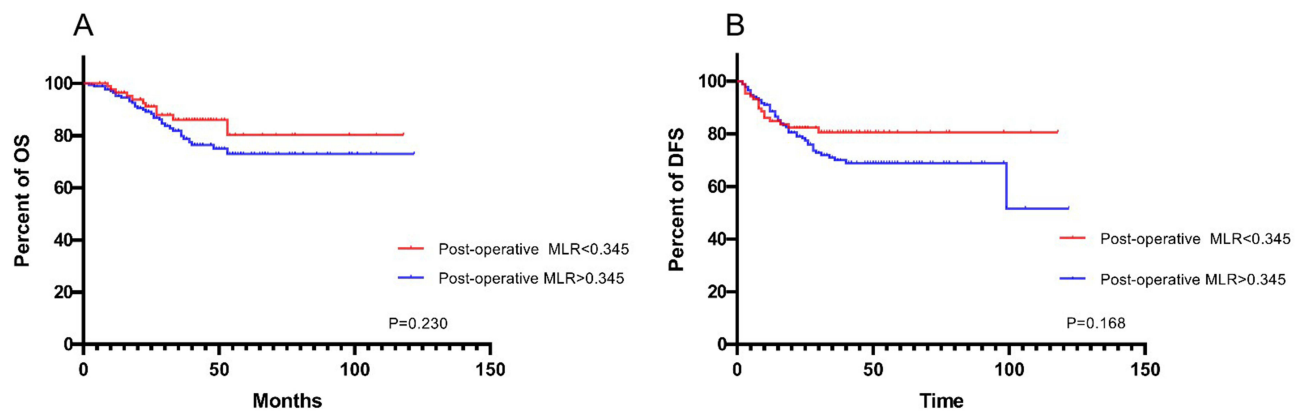 A
Percent of OS
100
80
60
40
20
0
0 50 100 150
Months
Post-operative MLR<0.345
Post-operative MLR>0.345
P=0.230
B
Percent of DFS
100
80
60
40
20
0
0 50 100 150
Time
Post-operative MLR<0.345
Post-operative MLR>0.345
P=0.168